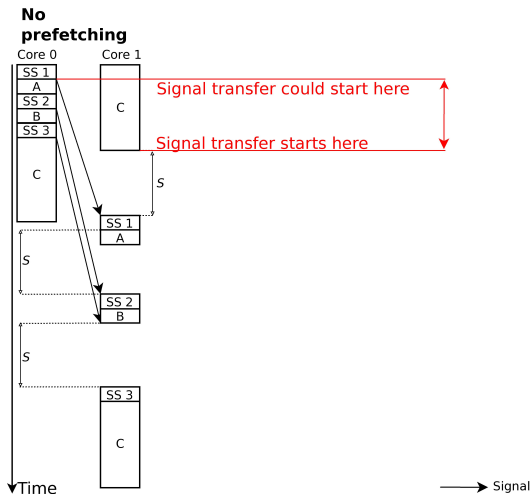 No
prefetching
Core 0 Core 1
SS 1
A
SS 2
B
SS 3
C
C
Signal transfer could start here
Signal transfer starts here
S
SS 1
A
S
SS 2
B
S
SS 3
C
Time
Signal